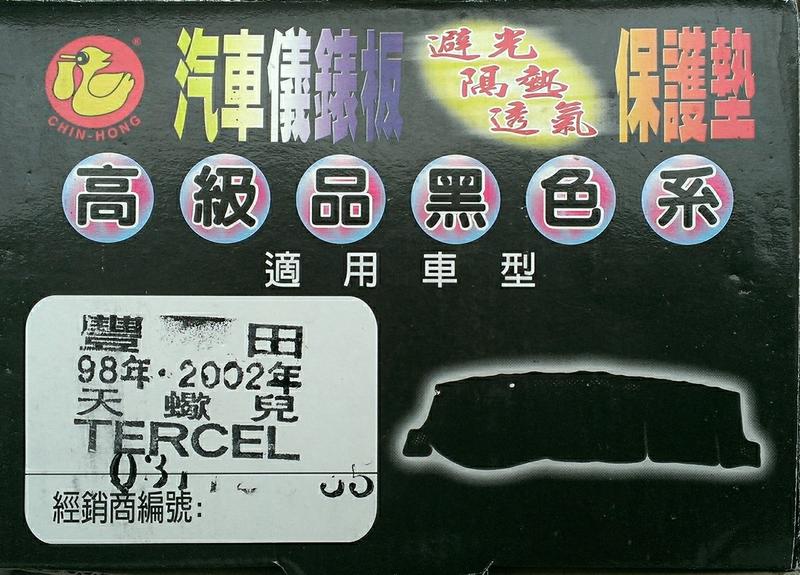 CHIN-HONG
汽車儀錶板
避光
隔熱
透氣
保護墊
高級品黑色系
適用車型
豐田
98年·2002年
天蠍兒
TERCEL
經銷商編號: